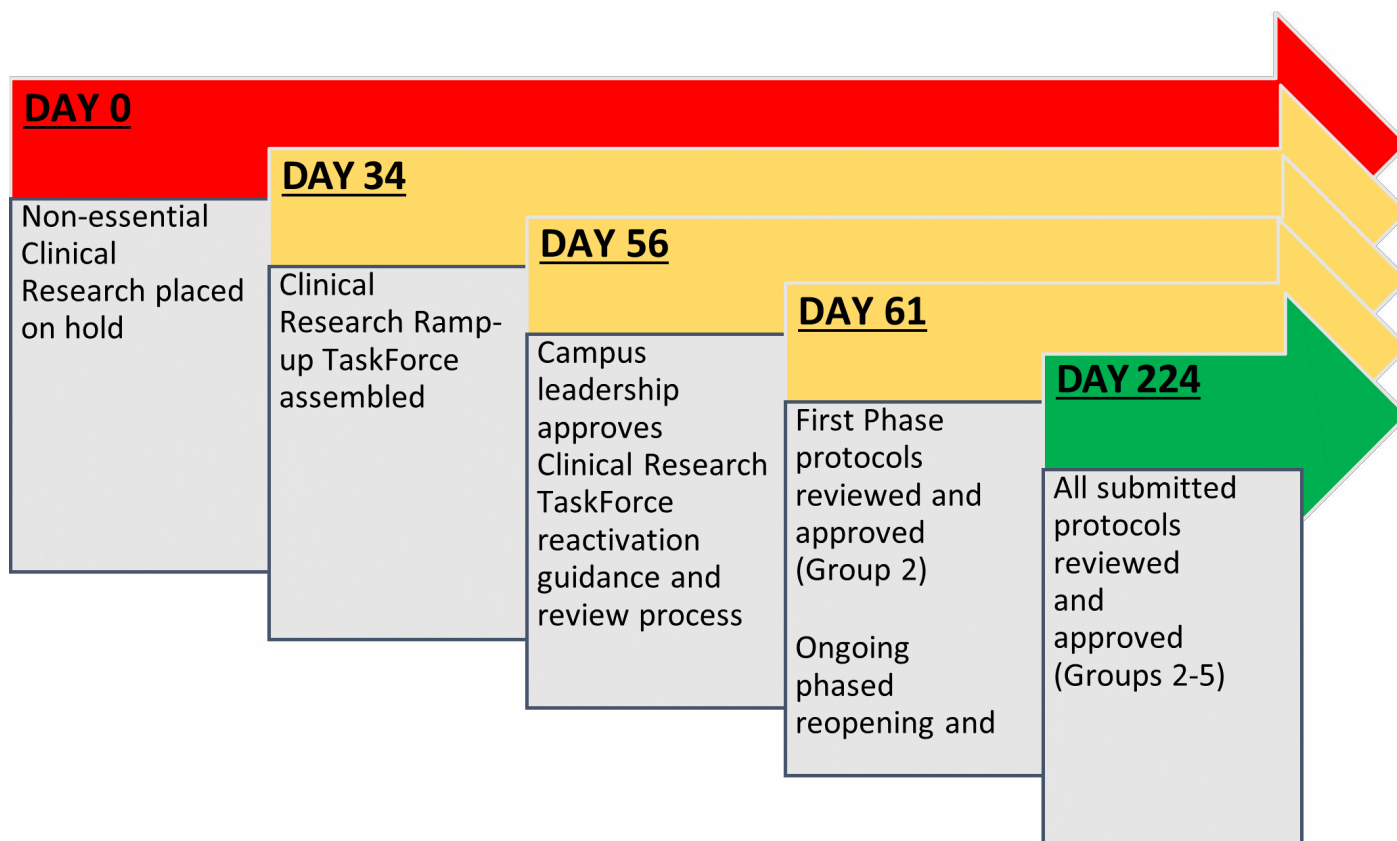 DAY 0
Non-essential
Clinical
Research placed
on hold
DAY 34
Clinical
Research Ramp-
up TaskForce
assembled
DAY 56
Campus
leadership
approves
Clinical Research
TaskForce
reactivation
guidance and
review process
DAY 61
First Phase
protocols
reviewed and
approved
(Group 2)
Ongoing
phased
reopening and
DAY 224
All submitted
protocols
reviewed
and
approved
(Groups 2-5)